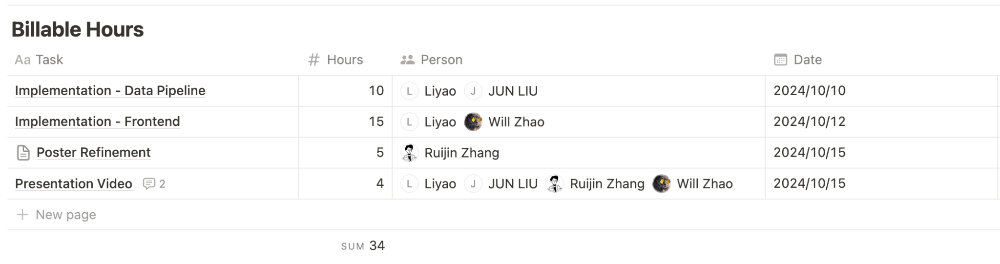 Billable Hours
Aa Task # Hours Person Date
Implementation - Data Pipeline 10 L Liyao J JUN LIU 2024/10/10
Implementation - Frontend 15 L Liyao Will Zhao 2024/10/12
Poster Refinement 5 Ruijin Zhang 2024/10/15
Presentation Video 2 4 L Liyao J JUN LIU Ruijin Zhang Will Zhao 2024/10/15
+ New page
SUM 34